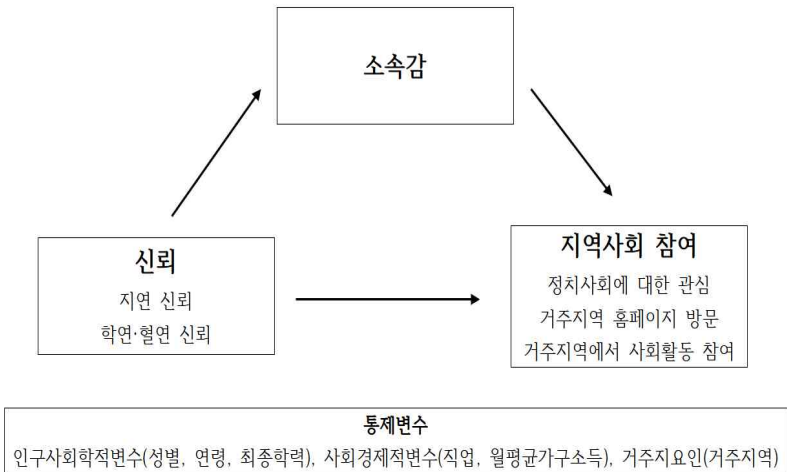 소속감
신뢰
지연 신뢰
학연·혈연 신뢰
지역사회 참여
정치사회에 대한 관심
거주지역 홈페이지 방문
거주지역에서 사회활동 참여
통제변수
인구사회학적변수(성별, 연령, 최종학력), 사회경제적변수(직업, 월평균가구소득), 거주지요인(거주지역)